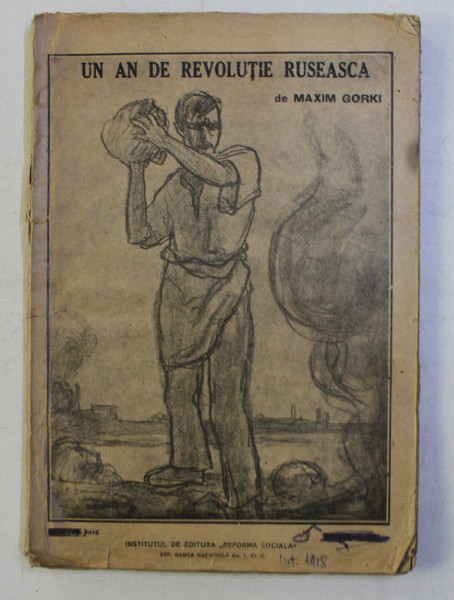 UN AN DE REVOLUȚIE RUSEASCA
de MAXIM GORKI
INSTITUTUL DE EDITURA „REFORMA SOCIALA"
STR. BANCA NAȚIONALĂ No. 1, Et. II.
1918